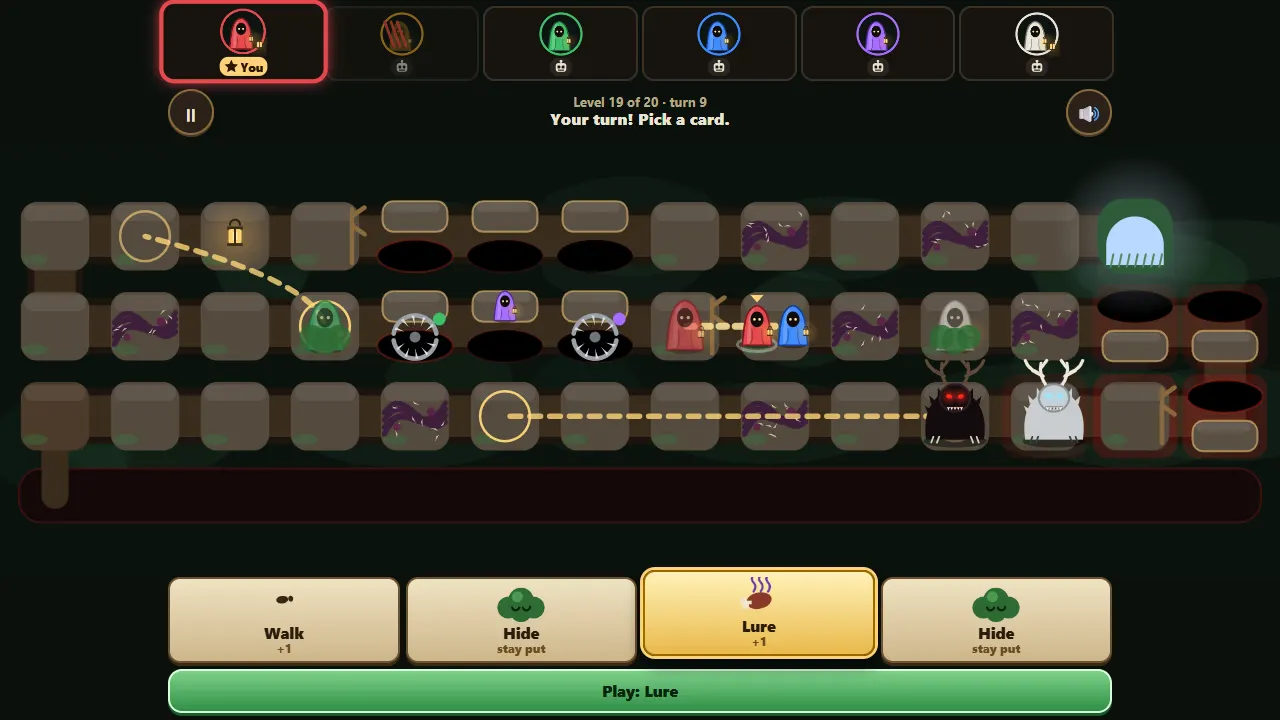 You
Level 19 of 20 · turn 9
Your turn! Pick a card.
Walk
+1
Hide
stay put
Lure
+1
Hide
stay put
Play: Lure